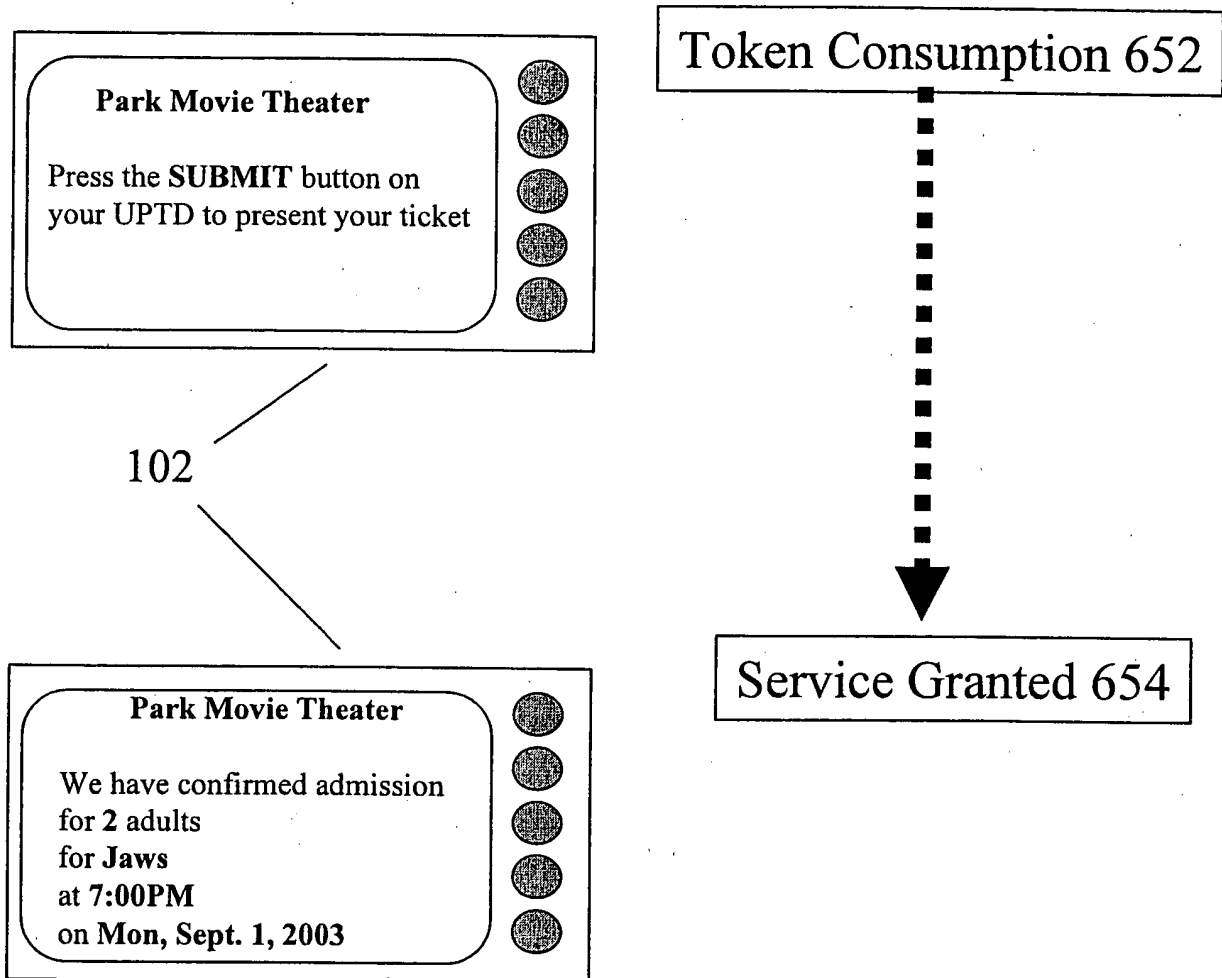 Park Movie Theater
Press the SUBMIT button on
your UPTD to present your ticket
Token Consumption 652
102
Park Movie Theater
We have confirmed admission
for 2 adults
for Jaws
at 7:00PM
on Mon, Sept. 1, 2003
Service Granted 654